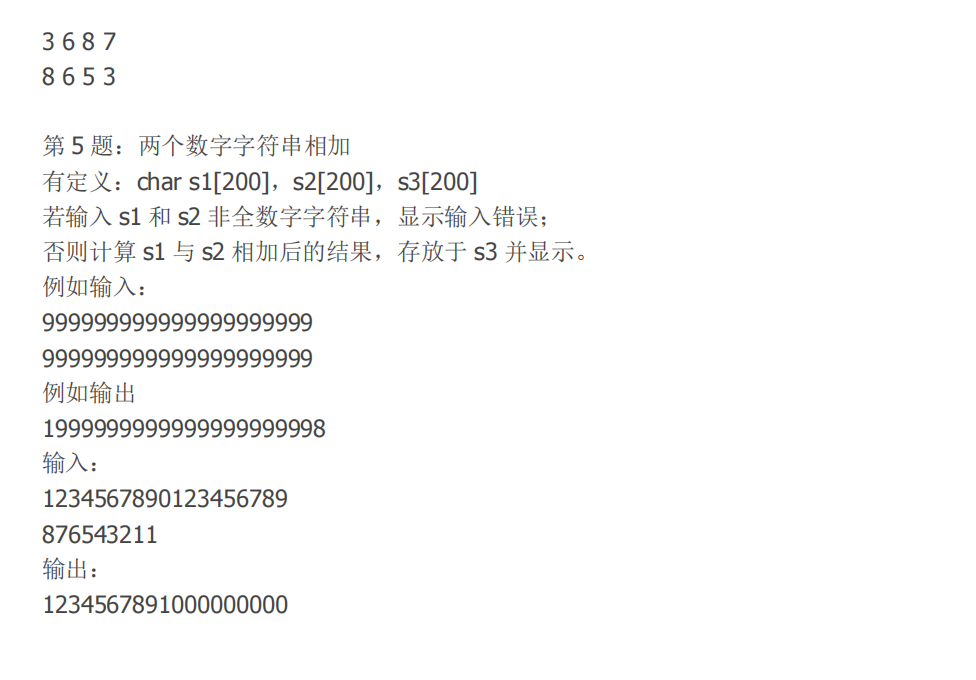 3 6 8 7
8 6 5 3
第 5 题：两个数字字符串相加
有定义：char s1[200]，s2[200]，s3[200]
若输入 s1 和 s2 非全数字字符串，显示输入错误；
否则计算 s1 与 s2 相加后的结果，存放于 s3 并显示。
例如输入：
999999999999999999999
999999999999999999999
例如输出
1999999999999999999998
输入：
1234567890123456789
876543211
输出：
1234567891000000000